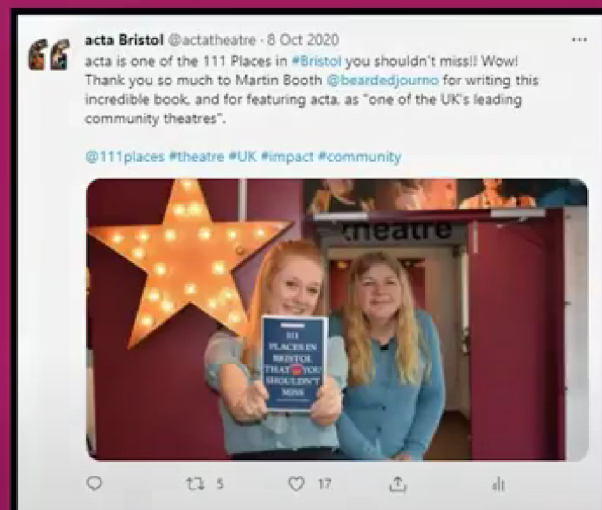 acta Bristol @actatheatre · 8 Oct 2020
acta is one of the 111 Places in #Bristol you shouldn't miss!! Wow!
Thank you so much to Martin Booth @beardedjourno for writing this
incredible book, and for featuring acta, as "one of the UK's leading
community theatres".
@111places #theatre #UK #impact #community
theatre
111
PLACES IN
BRISTOL
THAT YOU
SHOULDN'T
MISS
5
17